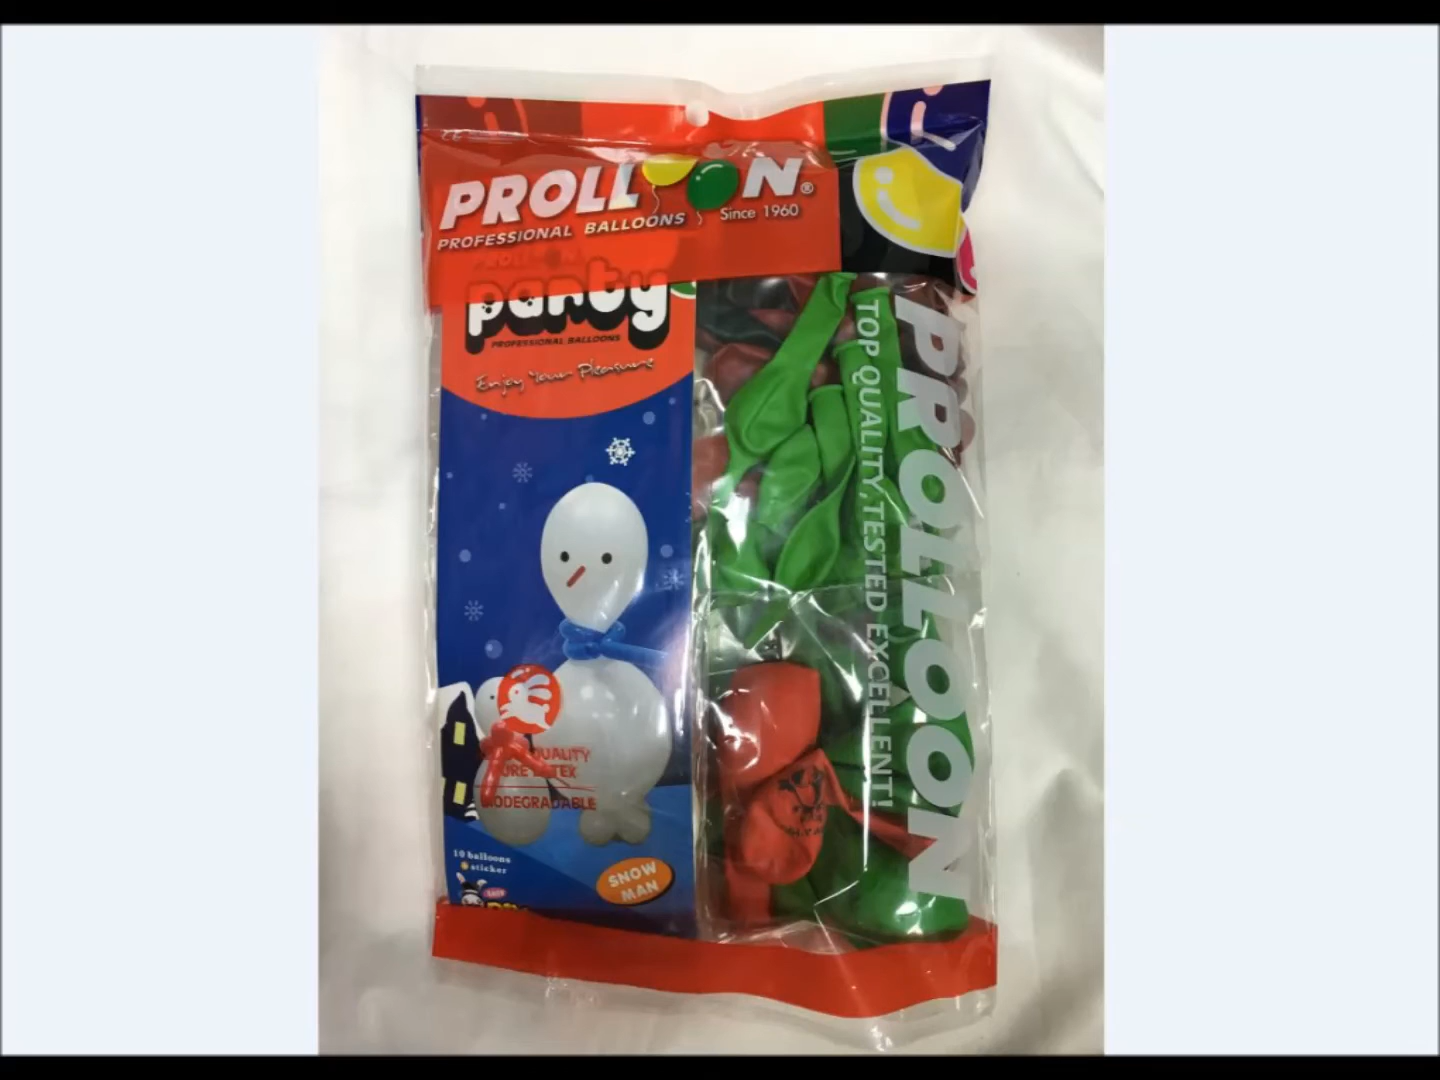 CE
PROLLOON®
Since 1960
PROFESSIONAL BALLOONS
party
PROFESSIONAL BALLOONS
Enjoy Your Pleasure
QUALITY
BIODEGRADABLE
10 balloons
sticker
SNOW
MAN
TOP QUALITY,TESTED EXCELLENT!
PROLLOON